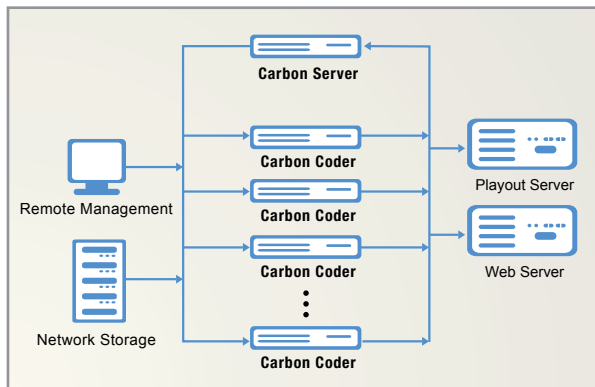 Carbon Server
Carbon Coder
Carbon Coder
Carbon Coder
Carbon Coder
Remote Management
Network Storage
Playout Server
Web Server